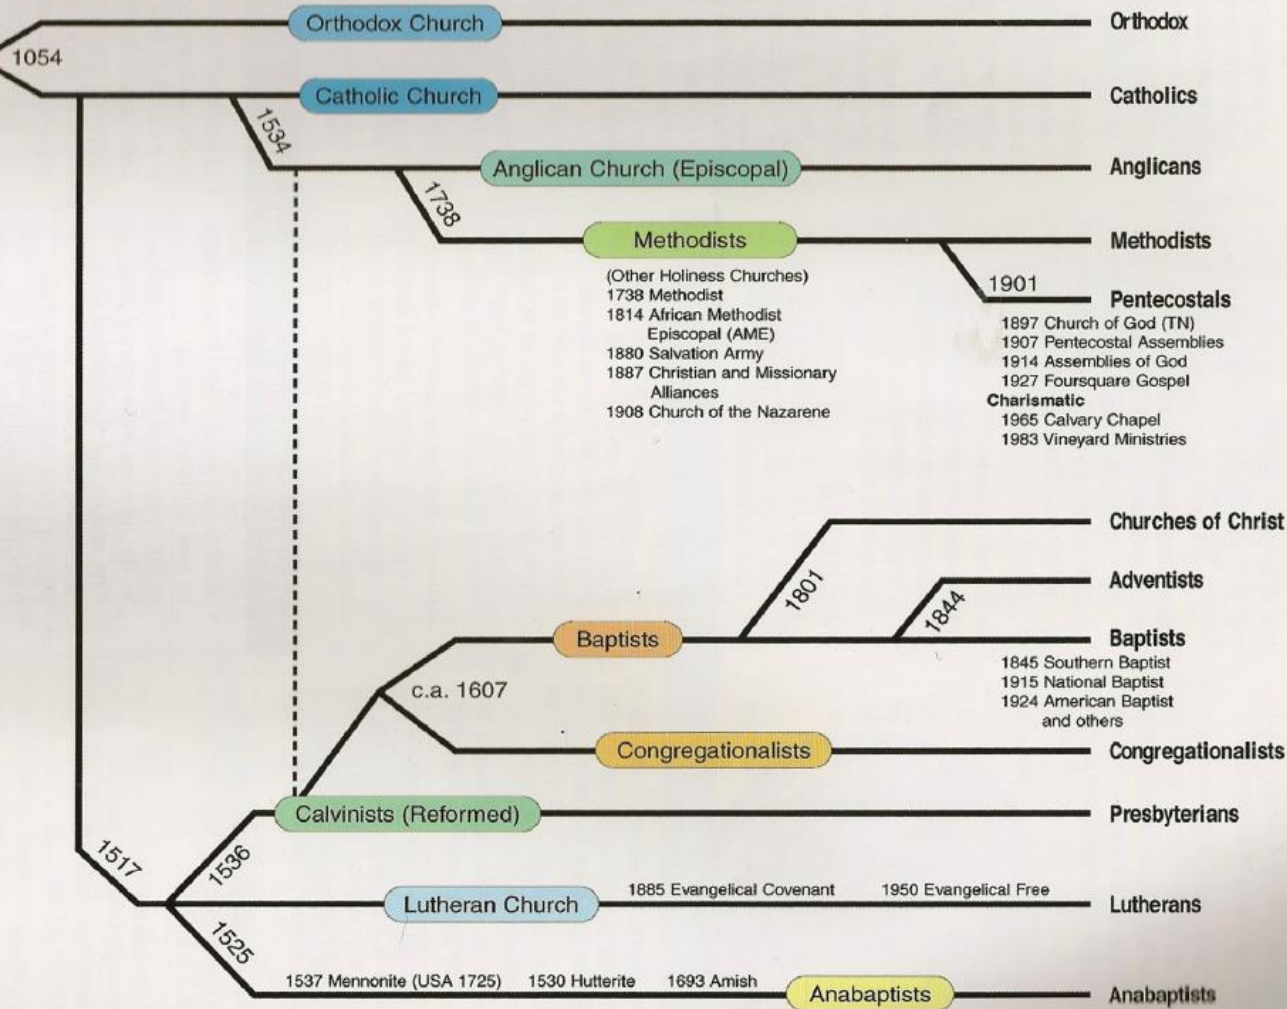 Orthodox Church
Orthodox
1054
Catholic Church
Catholics
1534
Anglican Church (Episcopal)
Anglicans
1738
Methodists
Methodists
(Other Holiness Churches)
1738 Methodist
1814 African Methodist
Episcopal (AME)
1880 Salvation Army
1887 Christian and Missionary
Alliances
1908 Church of the Nazarene
1901
Pentecostals
1897 Church of God (TN)
1907 Pentecostal Assemblies
1914 Assemblies of God
1927 Foursquare Gospel
Charismatic
1965 Calvary Chapel
1983 Vineyard Ministries
Churches of Christ
1801
Adventists
1844
Baptists
Baptists
1845 Southern Baptist
1915 National Baptist
1924 American Baptist
and others
c.a. 1607
Congregationalists
Congregationalists
Calvinists (Reformed)
Presbyterians
1517
1536
Lutheran Church
1885 Evangelical Covenant
1950 Evangelical Free
Lutherans
1525
1537 Mennonite (USA 1725)
1530 Hutterite
1693 Amish
Anabaptists
Anabaptists